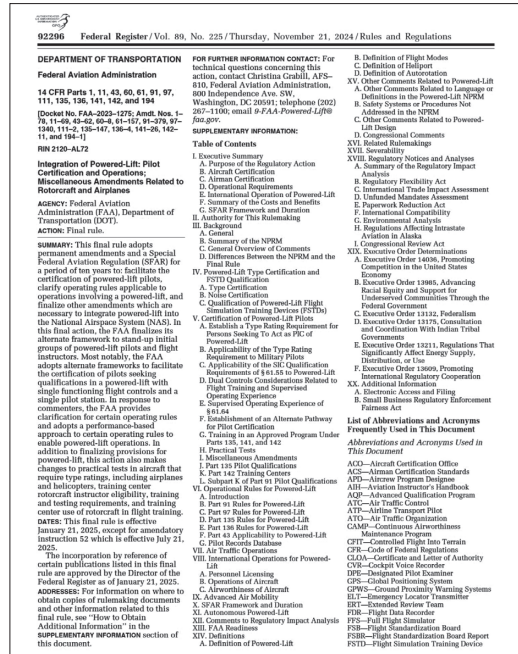 92296 Federal Register / Vol. 89, No. 225 / Thursday, November 21, 2024 / Rules and Regulations
DEPARTMENT OF TRANSPORTATION
Federal Aviation Administration
14 CFR Parts 1, 11, 43, 60, 61, 91, 97,
111, 135, 136, 141, 142, and 194
[Docket No. FAA–2023–1275; Amdt. Nos. 1–
78, 11–69, 43–62, 60–8, 61–157, 91–379, 97–
1340, 111–2, 135–147, 136–4, 141–26, 142–
11, and 194–1]
RIN 2120–AL72
Integration of Powered-Lift: Pilot
Certification and Operations;
Miscellaneous Amendments Related to
Rotorcraft and Airplanes
AGENCY: Federal Aviation
Administration (FAA), Department of
Transportation (DOT).
ACTION: Final rule.
SUMMARY: This final rule adopts
permanent amendments and a Special
Federal Aviation Regulation (SFAR) for
a period of ten years to facilitate the
certification of powered-lift pilots,
clarify operating rules applicable to
operations involving a powered-lift, and
finalize other amendments which are
necessary to integrate powered-lift into
the National Airspace System (NAS). In
this final action, the FAA finalizes its
alternate framework to stand-up initial
groups of powered-lift pilots and flight
instructors. Most notably, the FAA
adopts alternate frameworks to facilitate
the certification of pilots seeking
qualifications in a powered-lift with
single functioning flight controls and a
single pilot station. In response to
commenters, the FAA provides
clarification for certain operating rules
and adopts a performance-based
approach to certain operating rules to
enable powered-lift operations. In
addition to finalizing provisions for
powered-lift, this action also makes
changes to practical tests in aircraft that
require type ratings, including airplanes
and helicopters, training center
rotorcraft instructor eligibility, training
and testing requirements, and training
center use of rotorcraft in flight training.
DATES: This final rule is effective
January 21, 2025, except for amendatory
instruction 52 which is effective July 21,
2025.
The incorporation by reference of
certain publications listed in this final
rule are approved by the Director of the
Federal Register as of January 21, 2025.
ADDRESSES: For information on where to
obtain copies of rulemaking documents
and other information related to this
final rule, see "How to Obtain
Additional Information" in the
SUPPLEMENTARY INFORMATION section of
this document.
FOR FURTHER INFORMATION CONTACT: For
technical questions concerning this
action, contact Christina Grabill, AFS–
810, Federal Aviation Administration,
800 Independence Ave. SW,
Washington, DC 20591; telephone (202)
267–1100; email 9-FAA-Powered-Lift@
faa.gov.
SUPPLEMENTARY INFORMATION:
Table of Contents
I. Executive Summary
A. Purpose of the Regulatory Action
B. Aircraft Certification
C. Airman Certification
D. Operational Requirements
E. International Operation of Powered-Lift
F. Summary of the Costs and Benefits
G. SFAR Framework and Duration
II. Authority for This Rulemaking
III. Background
A. General
B. Summary of the NPRM
C. General Overview of Comments
D. Differences Between the NPRM and the
Final Rule
IV. Powered-Lift Type Certification and
FSTD Qualification
A. Type Certification
B. Noise Certification
C. Qualification of Powered-Lift Flight
Simulation Training Devices (FSTDs)
V. Certification of Powered-Lift Pilots
A. Establish a Type Rating Requirement for
Persons Seeking To Act as PIC of
Powered-Lift
B. Applicability of the Type Rating
Requirement to Military Pilots
C. Applicability of the SIC Qualification
Requirements of § 61.55 to Powered-Lift
D. Dual Controls Considerations Related to
Flight Training and Supervised
Operating Experience
E. Supervised Operating Experience of
§ 61.64
F. Establishment of an Alternate Pathway
for Pilot Certification
G. Training in an Approved Program Under
Parts 135, 141, and 142
H. Practical Tests
I. Miscellaneous Amendments
J. Part 135 Pilot Qualifications
K. Part 142 Training Centers
L. Subpart K of Part 91 Pilot Qualifications
VI. Operational Rules for Powered-Lift
A. Introduction
B. Part 91 Rules for Powered-Lift
C. Part 97 Rules for Powered-Lift
D. Part 135 Rules for Powered-Lift
E. Part 136 Rules for Powered-Lift
F. Part 43 Applicability to Powered-Lift
G. Pilot Records Database
VII. Air Traffic Operations
VIII. International Operations for Powered-
Lift
A. Personnel Licensing
B. Operations of Aircraft
C. Airworthiness of Aircraft
IX. Advanced Air Mobility
X. SFAR Framework and Duration
XI. Autonomous Powered-Lift
XII. Comments to Regulatory Impact Analysis
XIII. FAA Readiness
XIV. Definitions
A. Definition of Powered-Lift
B. Definition of Flight Modes
C. Definition of Heliport
D. Definition of Autorotation
XV. Other Comments Related to Powered-Lift
A. Other Comments Related to Language or
Definitions in the Powered-Lift NPRM
B. Safety Systems or Procedures Not
Addressed in the NPRM
C. Other Comments Related to Powered-
Lift Design
D. Congressional Comments
XVI. Related Rulemakings
XVII. Severability
XVIII. Regulatory Notices and Analyses
A. Summary of the Regulatory Impact
Analysis
B. Regulatory Flexibility Act
C. International Trade Impact Assessment
D. Unfunded Mandates Assessment
E. Paperwork Reduction Act
F. International Compatibility
G. Environmental Analysis
H. Regulations Affecting Intrastate
Aviation in Alaska
I. Congressional Review Act
XIX. Executive Order Determinations
A. Executive Order 14036, Promoting
Competition in the United States
Economy
B. Executive Order 13985, Advancing
Racial Equity and Support for
Underserved Communities Through the
Federal Government
C. Executive Order 13132, Federalism
D. Executive Order 13175, Consultation
and Coordination With Indian Tribal
Governments
E. Executive Order 13211, Regulations That
Significantly Affect Energy Supply,
Distribution, or Use
F. Executive Order 13609, Promoting
International Regulatory Cooperation
XX. Additional Information
A. Electronic Access and Filing
B. Small Business Regulatory Enforcement
Fairness Act
List of Abbreviations and Acronyms
Frequently Used in This Document
Abbreviations and Acronyms Used in
This Document
ACO—Aircraft Certification Office
ACS—Airman Certification Standards
APD—Aircrew Program Designee
AIH—Aviation Instructor's Handbook
AQP—Advanced Qualification Program
ATC—Air Traffic Control
ATP—Airline Transport Pilot
ATO—Air Traffic Organization
CAMP—Continuous Airworthiness
Maintenance Program
CFIT—Controlled Flight Into Terrain
CFR—Code of Federal Regulations
CLOA—Certificate and Letter of Authority
CVR—Cockpit Voice Recorder
DPE—Designated Pilot Examiner
GPS—Global Positioning System
GPWS—Ground Proximity Warning Systems
ELT—Emergency Locator Transmitter
ERT—Extended Review Team
FDR—Flight Data Recorder
FFS—Full Flight Simulator
FSB—Flight Standardization Board
FSBR—Flight Standardization Board Report
FSTD—Flight Simulation Training Device